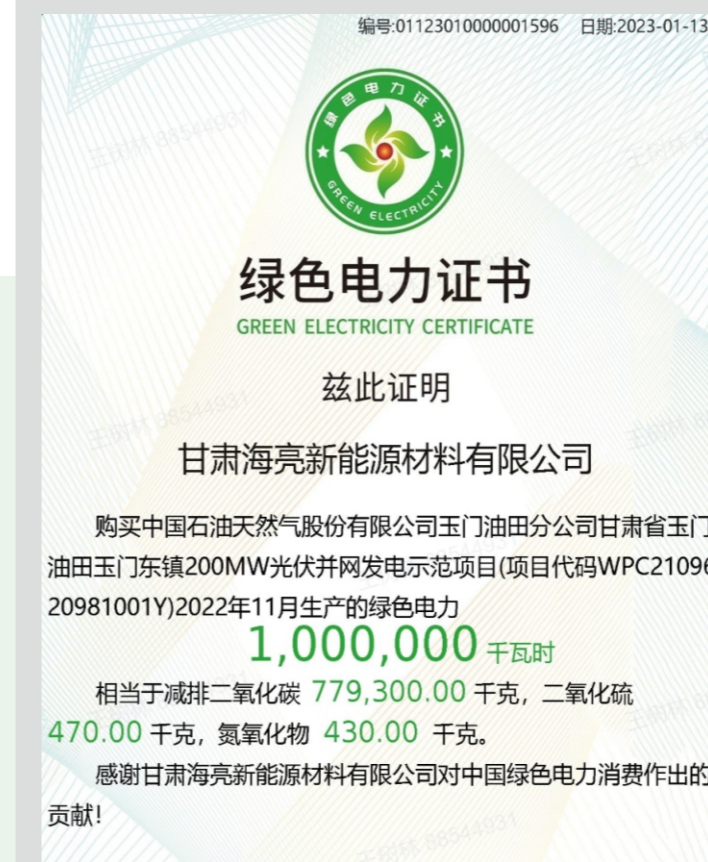 编号:01123010000001596 日期:2023-01-13
绿色电力证书
GREEN ELECTRICITY
绿色电力证书
GREEN ELECTRICITY CERTIFICATE
兹此证明
甘肃海亮新能源材料有限公司
购买中国石油天然气股份有限公司玉门油田分公司甘肃省玉门
油田玉门东镇200MW光伏并网发电示范项目(项目代码WPC21096
20981001Y)2022年11月生产的绿色电力
1,000,000 千瓦时
相当于减排二氧化碳 779,300.00 千克，二氧化硫
470.00 千克，氮氧化物 430.00 千克。
感谢甘肃海亮新能源材料有限公司对中国绿色电力消费作出的
贡献!
王树林 86544931